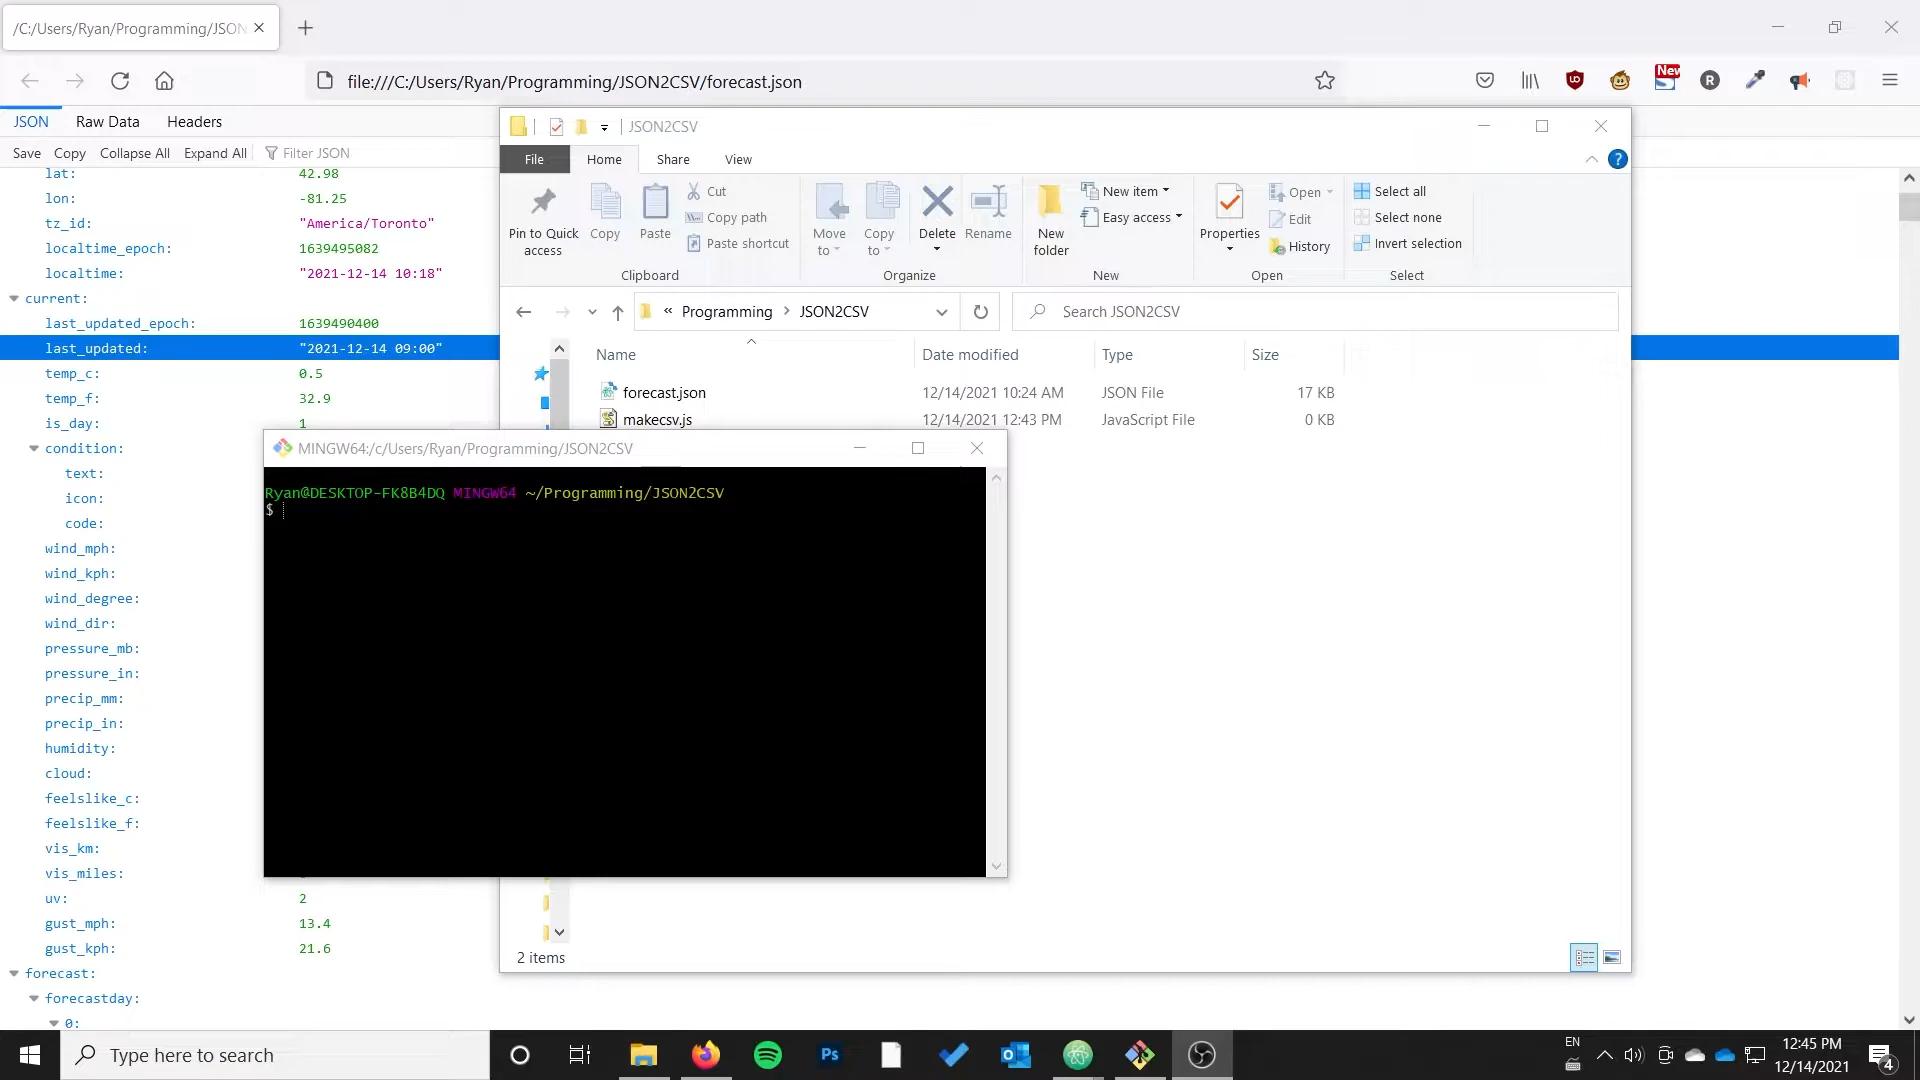 /C:/Users/Ryan/Programming/JSON
file:///C:/Users/Ryan/Programming/JSON2CSV/forecast.json
New
JSON Raw Data Headers
Save Copy Collapse All Expand All Filter JSON
lat: 42.98
lon: -81.25
tz_id: "America/Toronto"
localtime_epoch: 1639495082
localtime: "2021-12-14 10:18"
current:
last_updated_epoch: 1639490400
last_updated: "2021-12-14 09:00"
temp_c: 0.5
temp_f: 32.9
is_day: 1
condition:
text:
icon:
code:
wind_mph:
wind_kph:
wind_degree:
wind_dir:
pressure_mb:
pressure_in:
precip_mm:
precip_in:
humidity:
cloud:
feelslike_c:
feelslike_f:
vis_km:
vis_miles:
uv: 2
gust_mph: 13.4
gust_kph: 21.6
forecast:
forecastday:
0:
JSON2CSV
File Home Share View
Pin to Quick access
Copy
Paste
Cut
Copy path
Paste shortcut
Clipboard
Move to
Copy to
Delete
Rename
Organize
New folder
New item
Easy access
New
Properties
Open
Edit
History
Open
Select all
Select none
Invert selection
Select
« Programming > JSON2CSV
Search JSON2CSV
Name Date modified Type Size
forecast.json 12/14/2021 10:24 AM JSON File 17 KB
makecsv.js 12/14/2021 12:43 PM JavaScript File 0 KB
2 items
MINGW64:/c/Users/Ryan/Programming/JSON2CSV
Ryan@DESKTOP-FK8B4DQ MINGW64 ~/Programming/JSON2CSV
$
Type here to search
Ps
EN
12:45 PM
12/14/2021
4